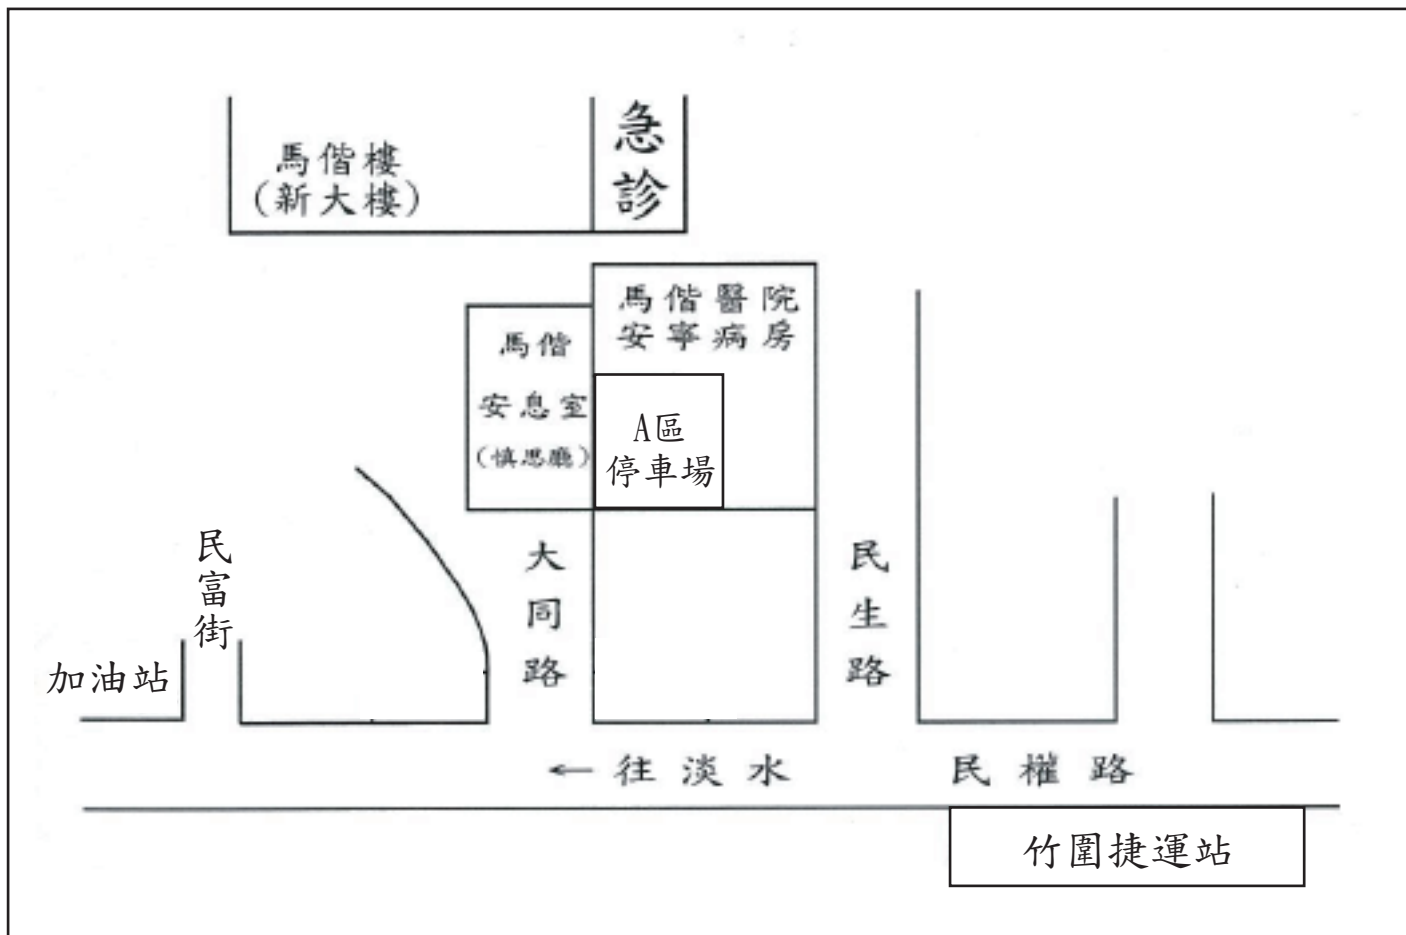 急診
馬偕樓
(新大樓)
馬偕醫院
安寧病房
馬偕
安息室
(慎思廳)
A區
停車場
民富街
大同路
民生路
加油站
←往淡水
民權路
竹圍捷運站